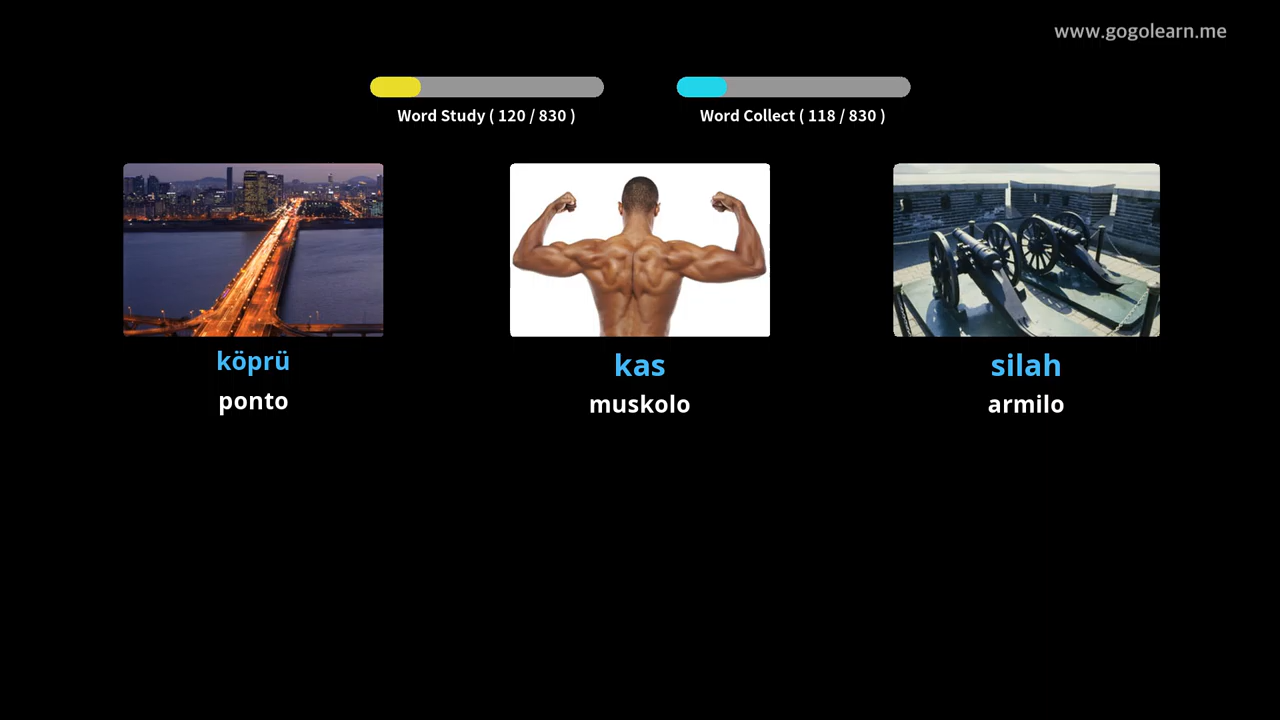 www.gogolearn.me
Word Study ( 120 / 830 )
Word Collect ( 118 / 830 )
köprü
ponto
kas
muskolo
silah
armilo